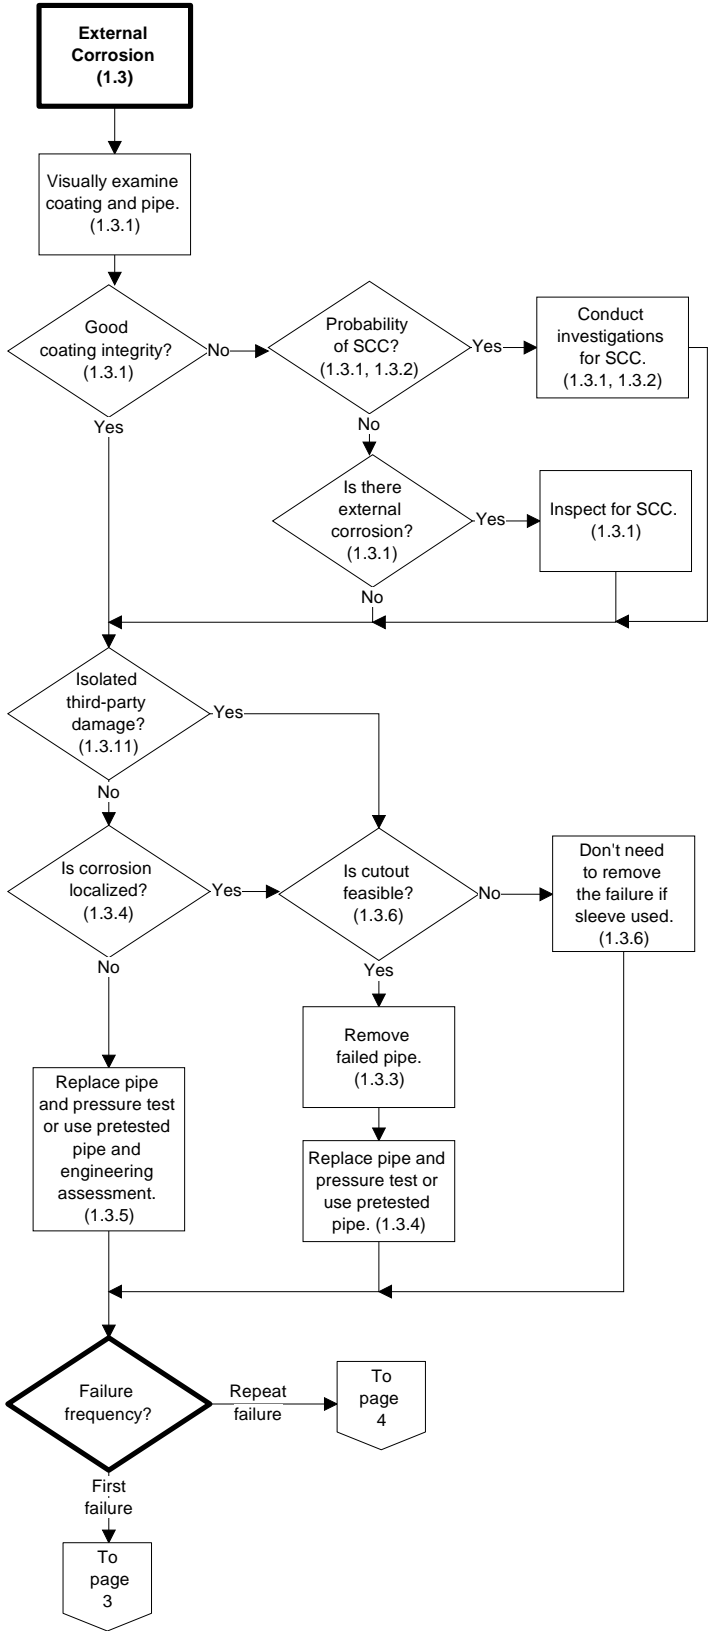 External
Corrosion
(1.3)
Visually examine
coating and pipe.
(1.3.1)
Good
coating integrity?
(1.3.1)
No
Yes
Probability
of SCC?
(1.3.1, 1.3.2)
Yes
No
Conduct
investigations
for SCC.
(1.3.1, 1.3.2)
Is there
external
corrosion?
(1.3.1)
Yes
No
Inspect for SCC.
(1.3.1)
Isolated
third-party
damage?
(1.3.11)
Yes
No
Is corrosion
localized?
(1.3.4)
Yes
No
Is cutout
feasible?
(1.3.6)
No
Yes
Don't need
to remove
the failure if
sleeve used.
(1.3.6)
Remove
failed pipe.
(1.3.3)
Replace pipe
and pressure test
or use pretested
pipe and
engineering
assessment.
(1.3.5)
Replace pipe and
pressure test or
use pretested
pipe. (1.3.4)
Failure
frequency?
Repeat
failure
To
page
4
First
failure
To
page
3